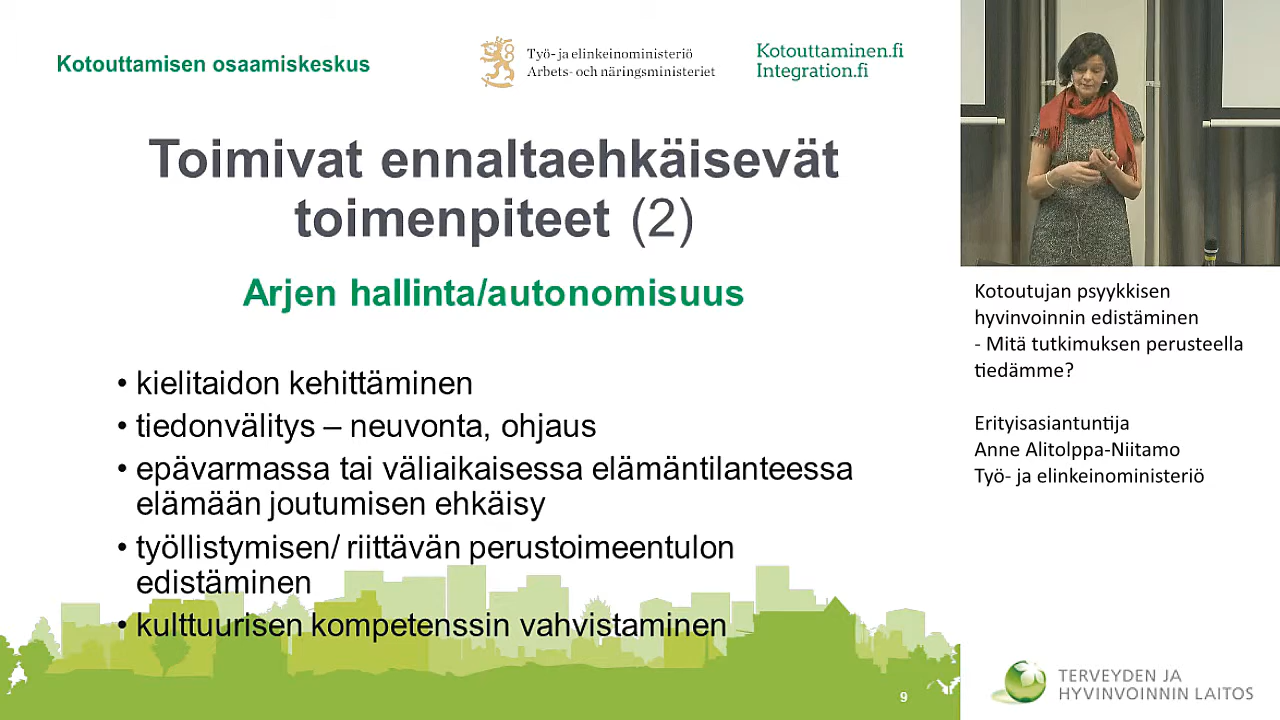 Kotouttamisen osaamiskeskus
Työ- ja elinkeinoministeriö
Arbets- och näringsministeriet
Kotouttaminen.fi
Integration.fi
Toimivat ennaltaehkäisevät
toimenpiteet (2)
Arjen hallinta/autonomisuus
• kielitaidon kehittäminen
• tiedonvälitys – neuvonta, ohjaus
• epävarmassa tai väliaikaisessa elämäntilanteessa
elämään joutumisen ehkäisy
• työllistymisen/ riittävän perustoimeentulon
edistäminen
• kulttuurisen kompetenssin vahvistaminen
9
Kotoutujan psyykkisen
hyvinvoinnin edistäminen
- Mitä tutkimuksen perusteella
tiedämme?
Erityisasiantuntija
Anne Alitolppa-Niitamo
Työ- ja elinkeinoministeriö
TERVEYDEN JA
HYVINVOINNIN LAITOS